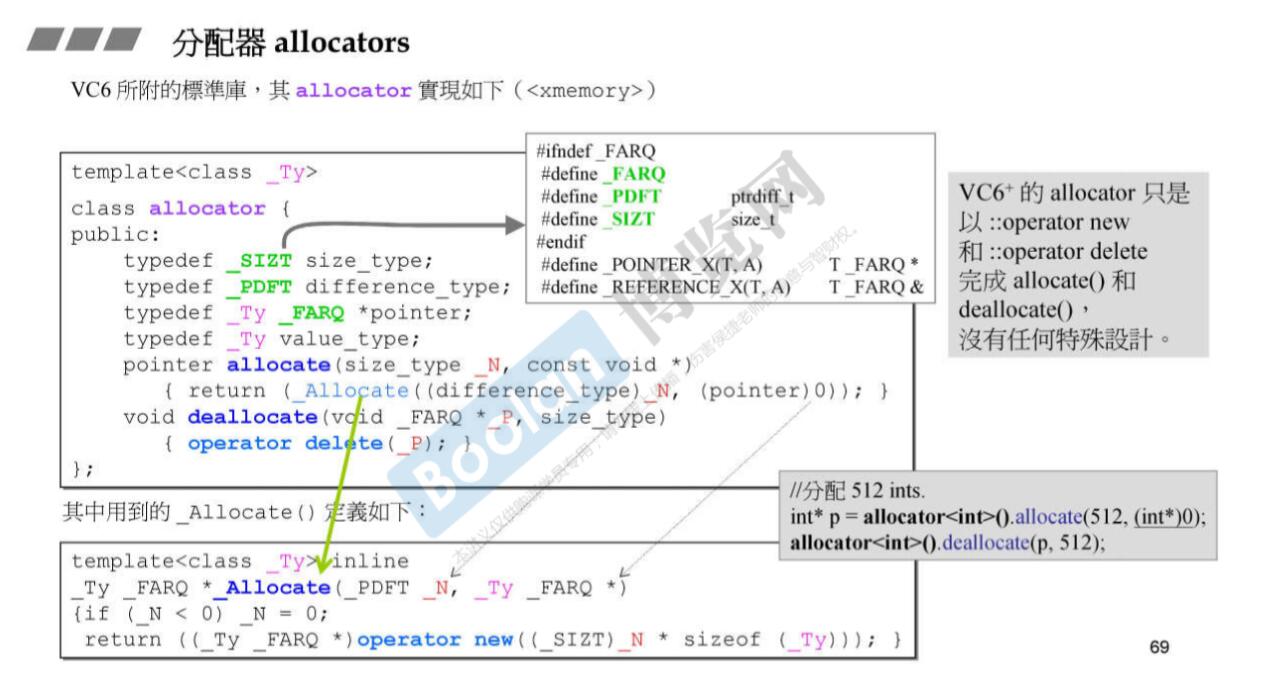 分配器 allocators
VC6 所附的標準庫，其 allocator 實現如下（<xmemory>）
template<class _Ty>
class allocator {
public:
typedef _SIZT size_type;
typedef _PDFT difference_type;
typedef _Ty _FARQ *pointer;
typedef _Ty value_type;
pointer allocate(size_type _N, const void *)
{ return (_Allocate((difference_type)_N, (pointer)0)); }
void deallocate(void _FARQ *_P, size_type)
{ operator delete(_P); }
};
#ifndef _FARQ
#define _FARQ
#define _PDFT ptrdiff_t
#define _SIZT size_t
#endif
#define _POINTER_X(T, A) T _FARQ *
#define _REFERENCE_X(T, A) T _FARQ &
VC6+ 的 allocator 只是
以 ::operator new
和 ::operator delete
完成 allocate() 和
deallocate()，
沒有任何特殊設計。
其中用到的 _Allocate() 定義如下：
//分配 512 ints.
int* p = allocator<int>().allocate(512, (int*)0);
allocator<int>().deallocate(p, 512);
template<class _Ty> inline
_Ty _FARQ *_Allocate(_PDFT _N, _Ty _FARQ *)
{if (_N < 0) _N = 0;
return ((_Ty _FARQ *)operator new((_SIZT)_N * sizeof (_Ty))); }
Boolan
博览网
69